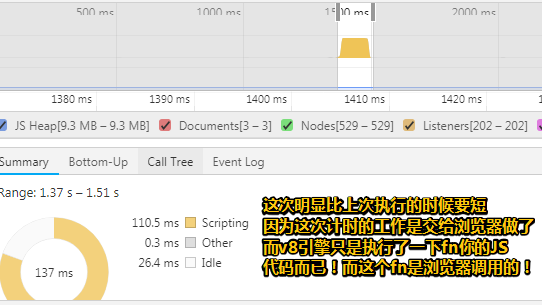 500 ms 1000 ms 1500 ms 2000 ms
1380 ms 1390 ms 1400 ms 1410 ms 1420 ms
JS Heap[9.3 MB – 9.3 MB] Documents[3 – 3] Nodes[529 – 529] Listeners[202 – 202]
Summary Bottom-Up Call Tree Event Log
Range: 1.37 s – 1.51 s
110.5 ms Scripting
0.3 ms Other
26.4 ms Idle
137 ms
这次明显比上次执行的时候要短
因为这次计时的工作是交给浏览器做了
而v8引擎只是执行了一下fn你的JS
代码而已！而这个fn是浏览器调用的！